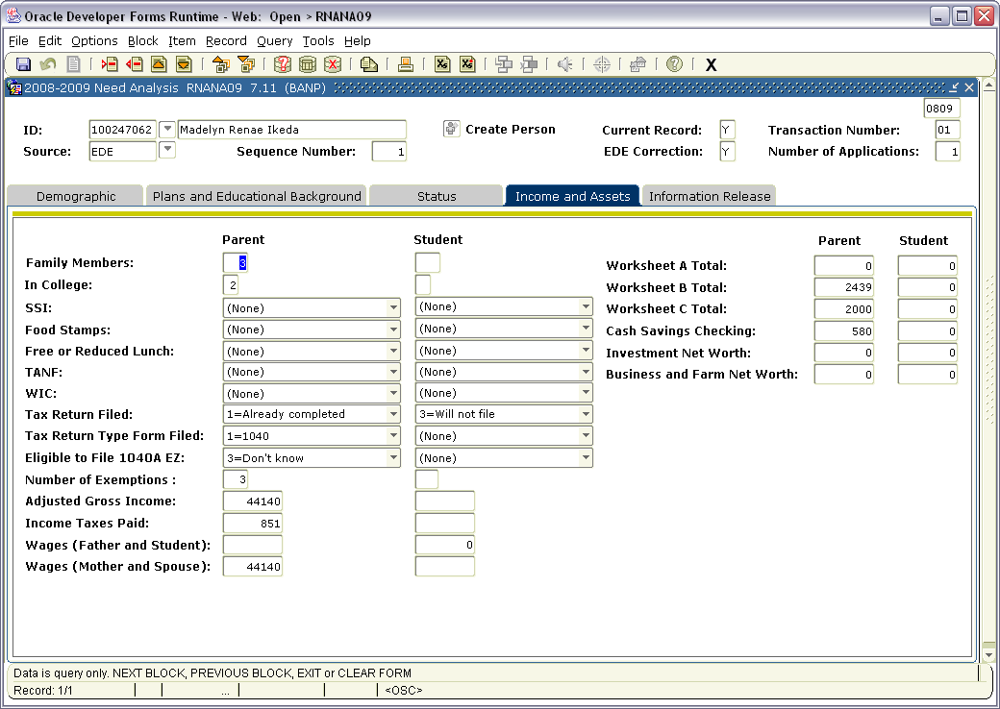 Oracle Developer Forms Runtime - Web: Open > RNANA09
File Edit Options Block Item Record Query Tools Help
2008-2009 Need Analysis RNANA09 7.11 (BANP)
0809
ID: 100247062 Madelyn Renae Ikeda Create Person Current Record: Y Transaction Number: 01
Source: EDE Sequence Number: 1 EDE Correction: Y Number of Applications: 1
Demographic Plans and Educational Background Status Income and Assets Information Release
Parent Student Parent Student
Family Members: 3 Worksheet A Total: 0 0
In College: 2 Worksheet B Total: 2439 0
SSI: (None) (None) Worksheet C Total: 2000 0
Food Stamps: (None) (None) Cash Savings Checking: 580 0
Free or Reduced Lunch: (None) (None) Investment Net Worth: 0 0
TANF: (None) (None) Business and Farm Net Worth: 0 0
WIC: (None) (None)
Tax Return Filed: 1=Already completed 3=Will not file
Tax Return Type Form Filed: 1=1040 (None)
Eligible to File 1040A EZ: 3=Don't know (None)
Number of Exemptions : 3
Adjusted Gross Income: 44140
Income Taxes Paid: 851
Wages (Father and Student): 0
Wages (Mother and Spouse): 44140
Data is query only. NEXT BLOCK, PREVIOUS BLOCK, EXIT or CLEAR FORM
Record: 1/1 ... <OSC>